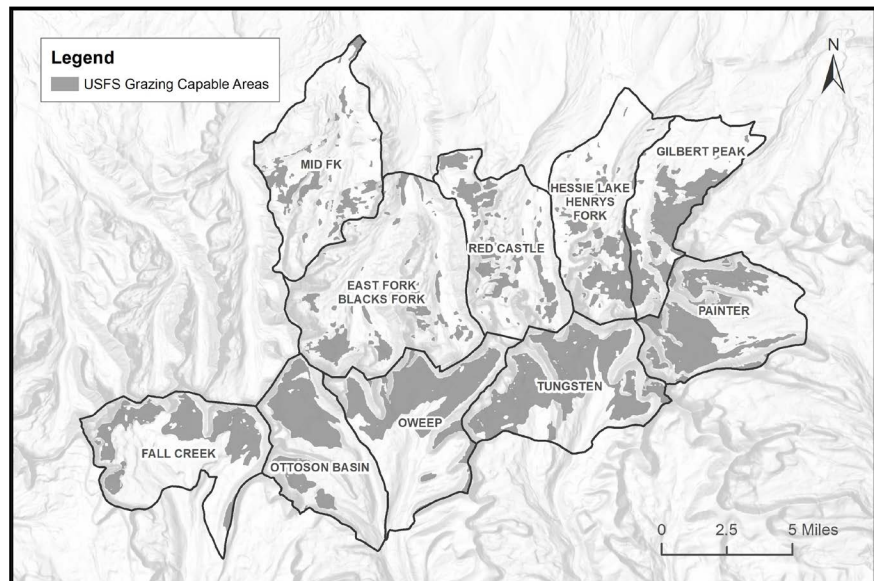 Legend
USFS Grazing Capable Areas
N
MID FK
GILBERT PEAK
HESSIE LAKE
HENRYS
FORK
RED CASTLE
EAST FORK
BLACKS FORK
PAINTER
TUNGSTEN
OWEEP
FALL CREEK
OTTOSON BASIN
0 2.5 5 Miles